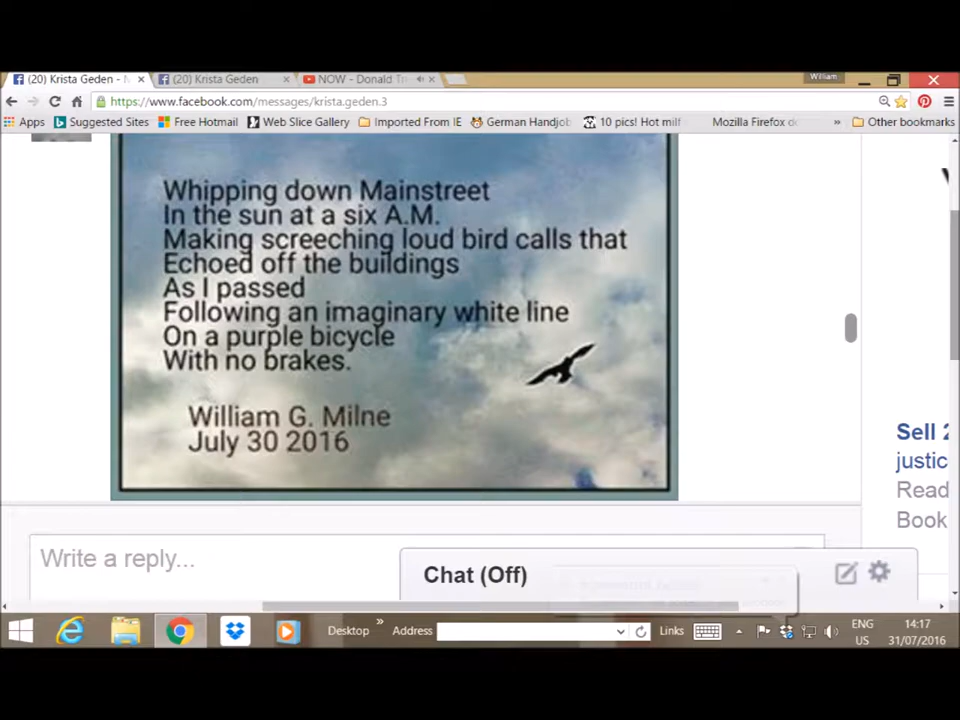 (20) Krista Geden -
(20) Krista Geden
NOW - Donald Tr
William
https://www.facebook.com/messages/krista.geden.3
Apps
Suggested Sites
Free Hotmail
Web Slice Gallery
Imported From IE
German Handjob
10 pics! Hot milf
Mozilla Firefox
»
Other bookmarks
Whipping down Mainstreet
In the sun at a six A.M.
Making screeching loud bird calls that
Echoed off the buildings
As I passed
Following an imaginary white line
On a purple bicycle
With no brakes.
William G. Milne
July 30 2016
Sell 2
justic
Read
Book
Write a reply...
Chat (Off)
Desktop
»
Address
Links
ENG
US
14:17
31/07/2016